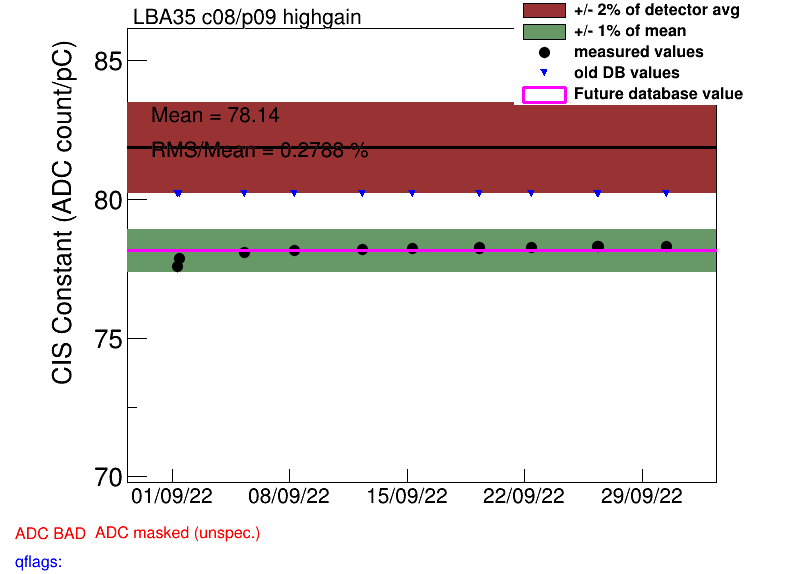 LBA35 c08/p09 highgain
+/- 2% of detector avg
+/- 1% of mean
measured values
old DB values
Future database value
CIS Constant (ADC count/pC)
85
80
75
70
Mean = 78.14
RMS/Mean = 0.2788 %
01/09/22 08/09/22 15/09/22 22/09/22 29/09/22
ADC BAD ADC masked (unspec.)
qflags: